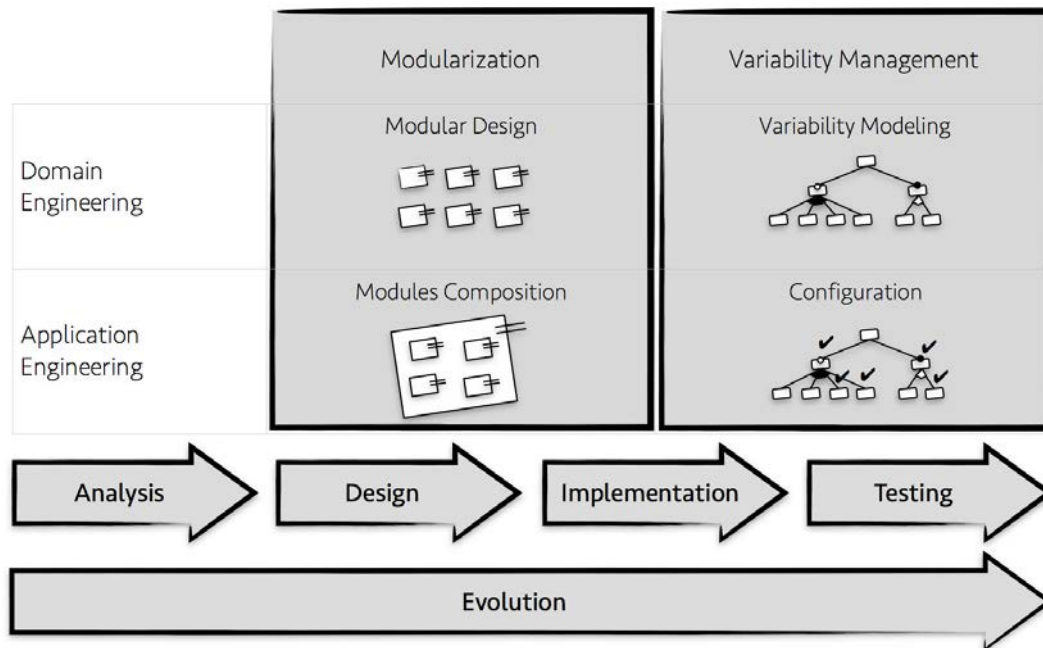 Modularization
Variability Management
Domain
Engineering
Modular Design
Variability Modeling
Application
Engineering
Modules Composition
Configuration
Analysis
Design
Implementation
Testing
Evolution